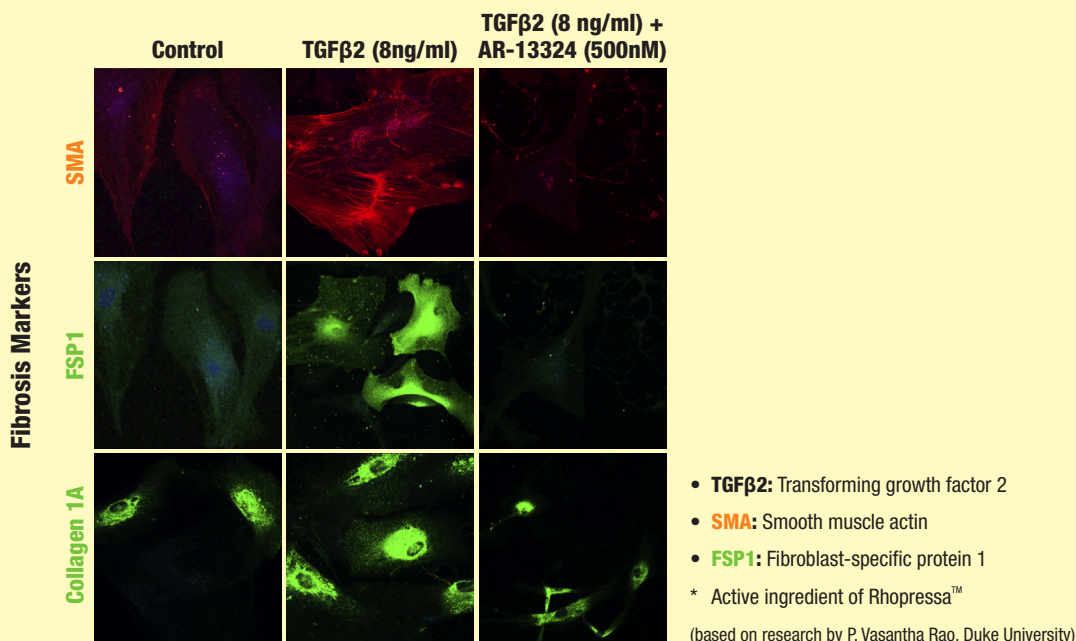 Control
TGFβ2 (8ng/ml)
TGFβ2 (8 ng/ml) +
AR-13324 (500nM)
Fibrosis Markers
SMA
FSP1
Collagen 1A
• TGFβ2: Transforming growth factor 2
• SMA: Smooth muscle actin
• FSP1: Fibroblast-specific protein 1
* Active ingredient of Rhopressa™
(based on research by P. Vasantha Rao, Duke University)